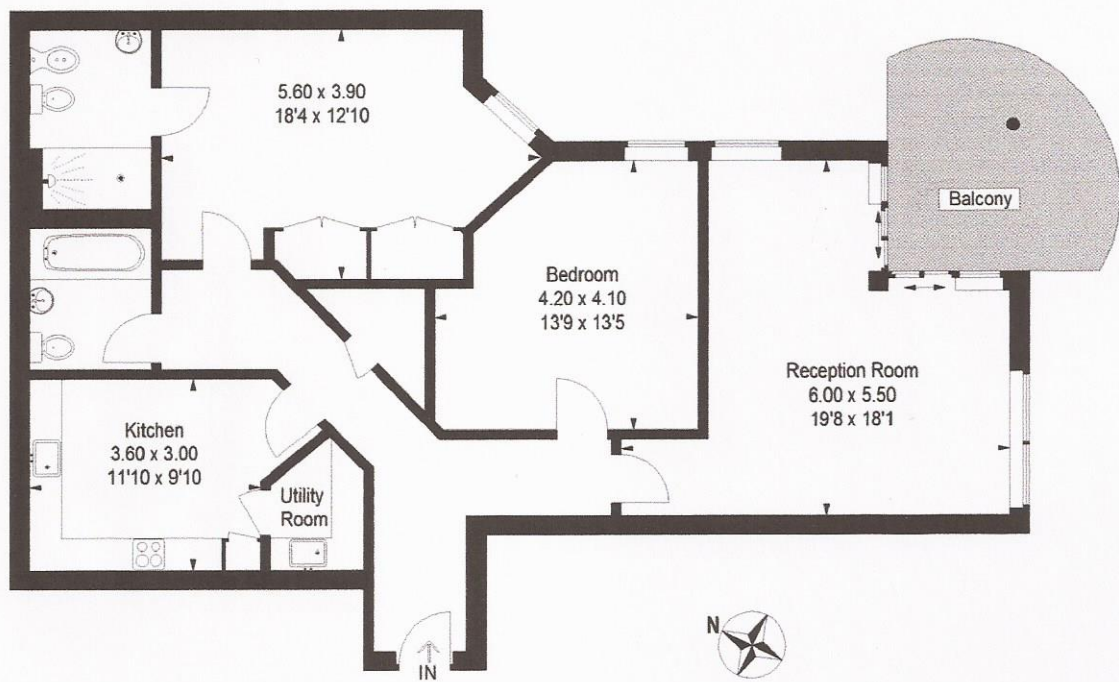 5.60 x 3.90
18'4 x 12'10
Balcony
Bedroom
4.20 x 4.10
13'9 x 13'5
Reception Room
6.00 x 5.50
19'8 x 18'1
Kitchen
3.60 x 3.00
11'10 x 9'10
Utility
Room
N
IN